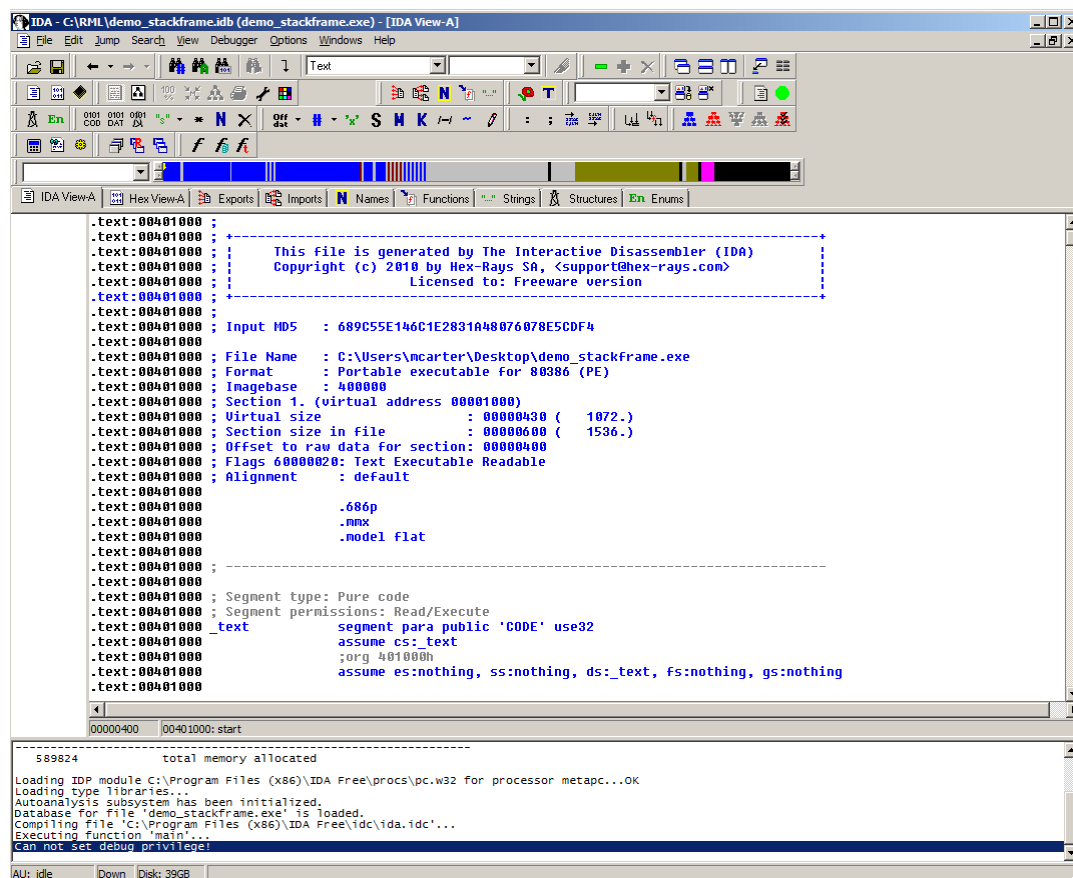 IDA - C:\RML\demo_stackframe.idb (demo_stackframe.exe) - [IDA View-A]
File Edit Jump Search View Debugger Options Windows Help
Text
En
IDA View-A Hex View-A Exports Imports N Names Functions Strings Structures En Enums
.text:00401000 ;
.text:00401000 ; +-------------------------------------------------------------------------+
.text:00401000 ; ¦     This file is generated by The Interactive Disassembler (IDA)        ¦
.text:00401000 ; ¦     Copyright (c) 2010 by Hex-Rays SA, <support@hex-rays.com>           ¦
.text:00401000 ; ¦                      Licensed to: Freeware version                      ¦
.text:00401000 ; +-------------------------------------------------------------------------+
.text:00401000 ;
.text:00401000 ; Input MD5   : 689C55E146C1E2831A48076078E5CDF4
.text:00401000
.text:00401000 ; File Name   : C:\Users\mcarter\Desktop\demo_stackframe.exe
.text:00401000 ; Format      : Portable executable for 80386 (PE)
.text:00401000 ; Imagebase   : 400000
.text:00401000 ; Section 1. (virtual address 00001000)
.text:00401000 ; Virtual size                  : 00000430 (   1072.)
.text:00401000 ; Section size in file          : 00000600 (   1536.)
.text:00401000 ; Offset to raw data for section: 00000400
.text:00401000 ; Flags 60000020: Text Executable Readable
.text:00401000 ; Alignment     : default
.text:00401000
.text:00401000                 .686p
.text:00401000                 .mmx
.text:00401000                 .model flat
.text:00401000
.text:00401000 ; ---------------------------------------------------------------------------
.text:00401000
.text:00401000 ; Segment type: Pure code
.text:00401000 ; Segment permissions: Read/Execute
.text:00401000 _text           segment para public 'CODE' use32
.text:00401000                 assume cs:_text
.text:00401000                 ;org 401000h
.text:00401000                 assume es:nothing, ss:nothing, ds:_text, fs:nothing, gs:nothing
.text:00401000
00000400 00401000: start
-----------------------------------------------------------------
589824 total memory allocated
Loading IDP module C:\Program Files (x86)\IDA Free\procs\pc.w32 for processor metapc...OK
Loading type libraries...
Autoanalysis subsystem has been initialized.
Database for file 'demo_stackframe.exe' is loaded.
Compiling file 'C:\Program Files (x86)\IDA Free\idc\ida.idc'...
Executing function 'main'...
Can not set debug privilege!
AU: idle Down Disk: 39GB